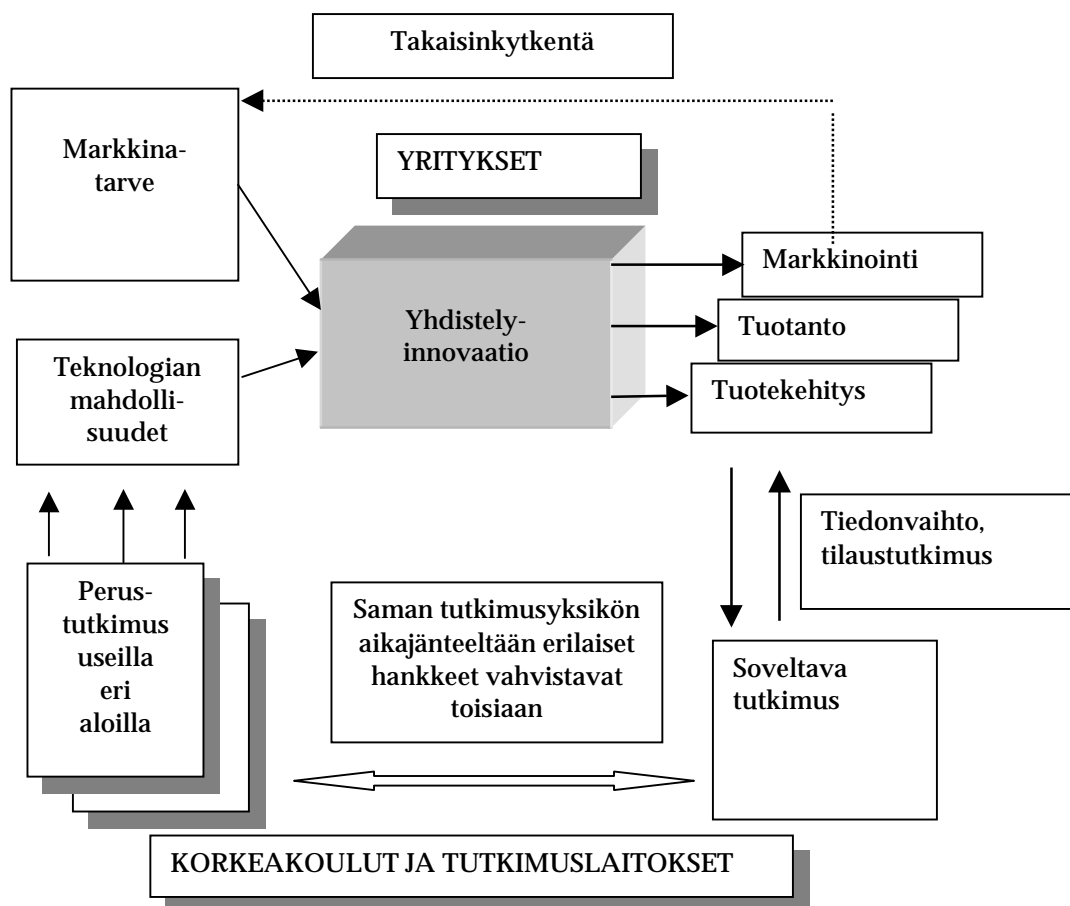 Takaisinkytkentä
Markkina-
tarve
YRITYKSET
Markkinointi
Yhdistely-
innovaatio
Tuotanto
Teknologian
mahdolli-
suudet
Tuotekehitys
Tiedonvaihto,
tilaustutkimus
Perus-
tutkimus
useilla
eri
aloilla
Saman tutkimusyksikön
aikajänteeltään erilaiset
hankkeet vahvistavat
toisiaan
Soveltava
tutkimus
KORKEAKOULUT JA TUTKIMUSLAITOKSET